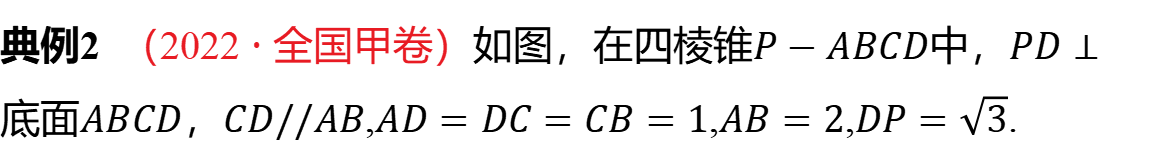 典例2 （2022·全国甲卷）如图，在四棱锥P − ABCD中，PD ⊥
底面ABCD，CD//AB,AD = DC = CB = 1,AB = 2,DP = √3.